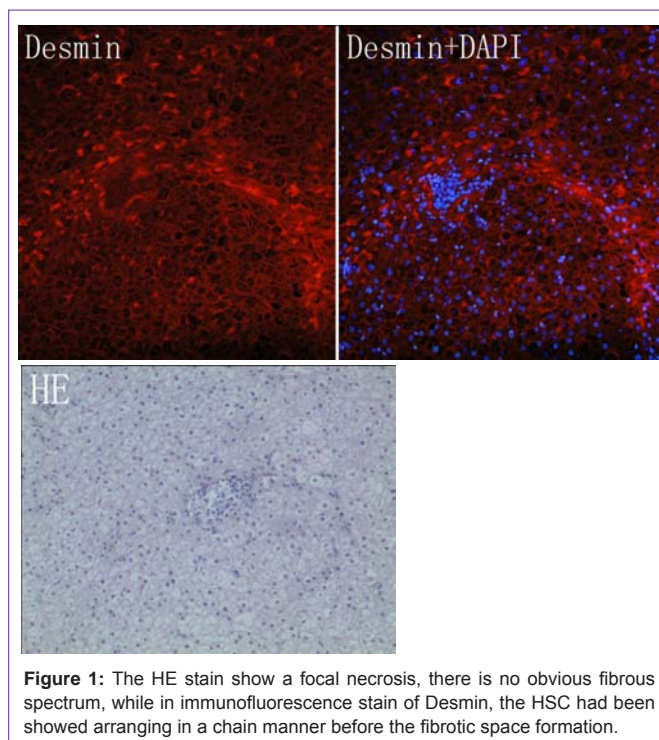 Desmin
Desmin+DAPI
HE
Figure 1: The HE stain show a focal necrosis, there is no obvious fibrous
spectrum, while in immunofluorescence stain of Desmin, the HSC had been
showed arranging in a chain manner before the fibrotic space formation.